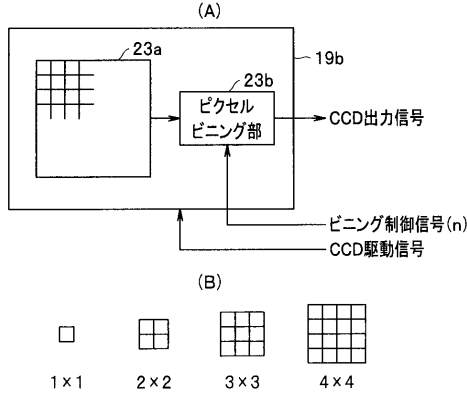 (A)
23a
23b
19b
ピクセル
ビニング部
CCD出力信号
ビニング制御信号(n)
CCD駆動信号
(B)
1×1 2×2 3×3 4×4